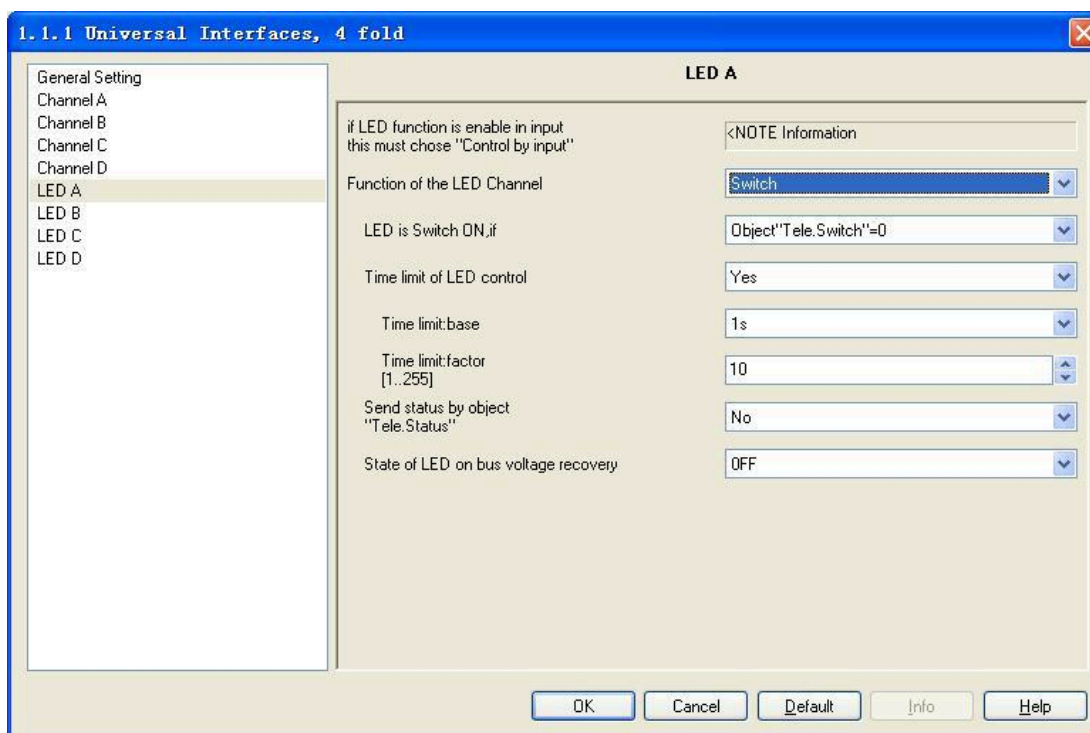 1.1.1 Universal Interfaces, 4 fold
General Setting
Channel A
Channel B
Channel C
Channel D
LED A
LED B
LED C
LED D
LED A
if LED function is enable in input
this must chose "Control by input"
<NOTE Information
Function of the LED Channel
Switch
LED is Switch ON,if
Object"Tele.Switch"=0
Time limit of LED control
Yes
Time limit:base
1s
Time limit:factor
[1..255]
10
Send status by object
"Tele.Status"
No
State of LED on bus voltage recovery
OFF
OK
Cancel
Default
Info
Help